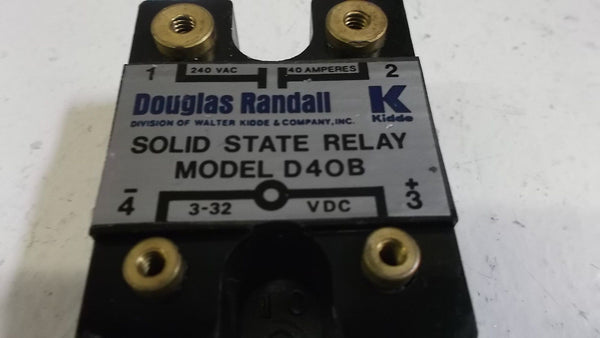 1 240 VAC 40 AMPERES 2
Douglas Randall K
DIVISION OF WALTER KIDDE & COMPANY, INC. Kidde
SOLID STATE RELAY
MODEL D40B
- +
4 3-32 VDC 3
10